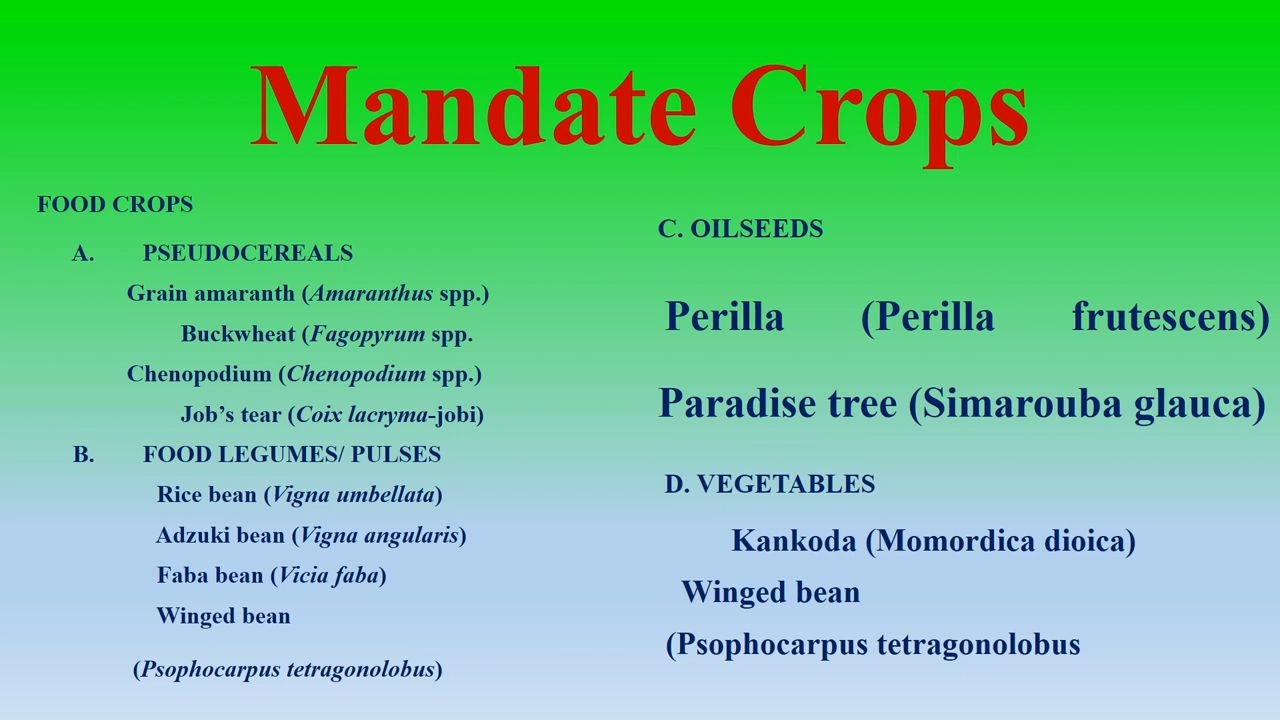 Mandate Crops
FOOD CROPS
A. PSEUDOCEREALS
Grain amaranth (Amaranthus spp.)
Buckwheat (Fagopyrum spp.
Chenopodium (Chenopodium spp.)
Job’s tear (Coix lacryma-jobi)
B. FOOD LEGUMES/ PULSES
Rice bean (Vigna umbellata)
Adzuki bean (Vigna angularis)
Faba bean (Vicia faba)
Winged bean
(Psophocarpus tetragonolobus)
C. OILSEEDS
Perilla (Perilla frutescens)
Paradise tree (Simarouba glauca)
D. VEGETABLES
Kankoda (Momordica dioica)
Winged bean
(Psophocarpus tetragonolobus